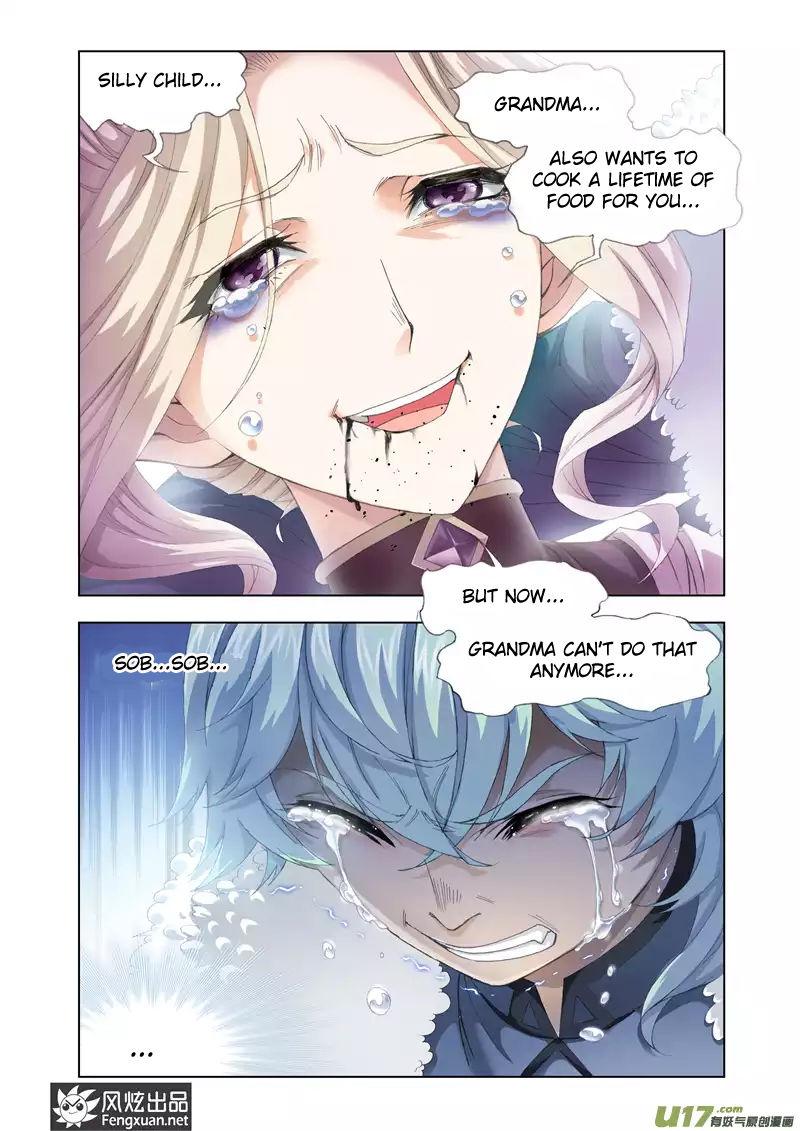 SILLY CHILD...
GRANDMA...
ALSO WANTS TO
COOK A LIFETIME OF
FOOD FOR YOU...
BUT NOW...
GRANDMA CAN'T DO THAT
ANYMORE...
SOB...SOB...
...
风炫出品
Fengxuan.net
U17.com
有妖气原创漫画